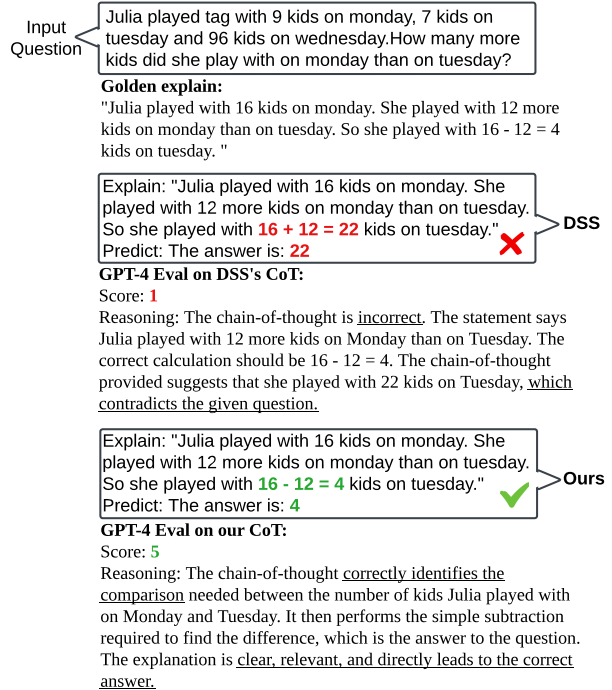 Input
Question
Julia played tag with 9 kids on monday, 7 kids on
tuesday and 96 kids on wednesday.How many more
kids did she play with on monday than on tuesday?
Golden explain:
"Julia played with 16 kids on monday. She played with 12 more
kids on monday than on tuesday. So she played with 16 - 12 = 4
kids on tuesday. "
Explain: "Julia played with 16 kids on monday. She
played with 12 more kids on monday than on tuesday.
So she played with 16 + 12 = 22 kids on tuesday."
Predict: The answer is: 22
DSS
GPT-4 Eval on DSS's CoT:
Score: 1
Reasoning: The chain-of-thought is incorrect. The statement says
Julia played with 12 more kids on Monday than on Tuesday. The
correct calculation should be 16 - 12 = 4. The chain-of-thought
provided suggests that she played with 22 kids on Tuesday, which
contradicts the given question.
Explain: "Julia played with 16 kids on monday. She
played with 12 more kids on monday than on tuesday.
So she played with 16 - 12 = 4 kids on tuesday."
Predict: The answer is: 4
Ours
GPT-4 Eval on our CoT:
Score: 5
Reasoning: The chain-of-thought correctly identifies the
comparison needed between the number of kids Julia played with
on Monday and Tuesday. It then performs the simple subtraction
required to find the difference, which is the answer to the question.
The explanation is clear, relevant, and directly leads to the correct
answer.